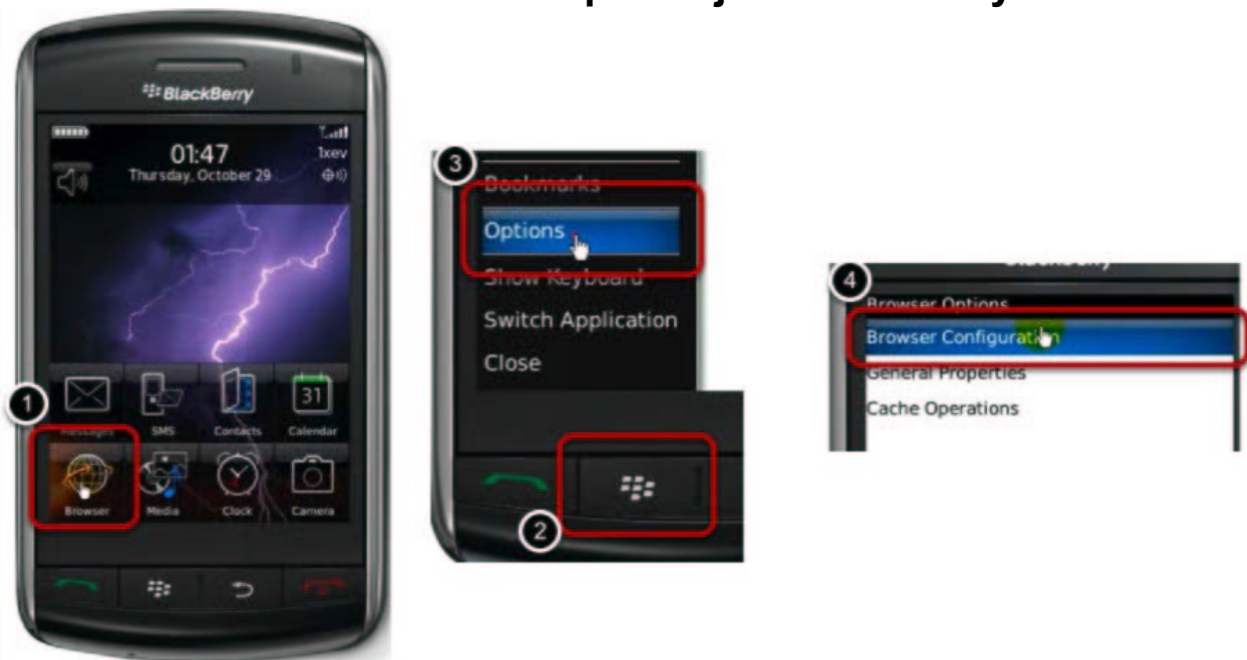 BlackBerry
01:47
1xev
Thursday, October 29
31
1
Messages SMS Contacts Calendar
Browser Media Clock Camera
3
Bookmarks
Options
Show Keyboard
Switch Application
Close
2
4
Browser Options
Browser Configuration
General Properties
Cache Operations